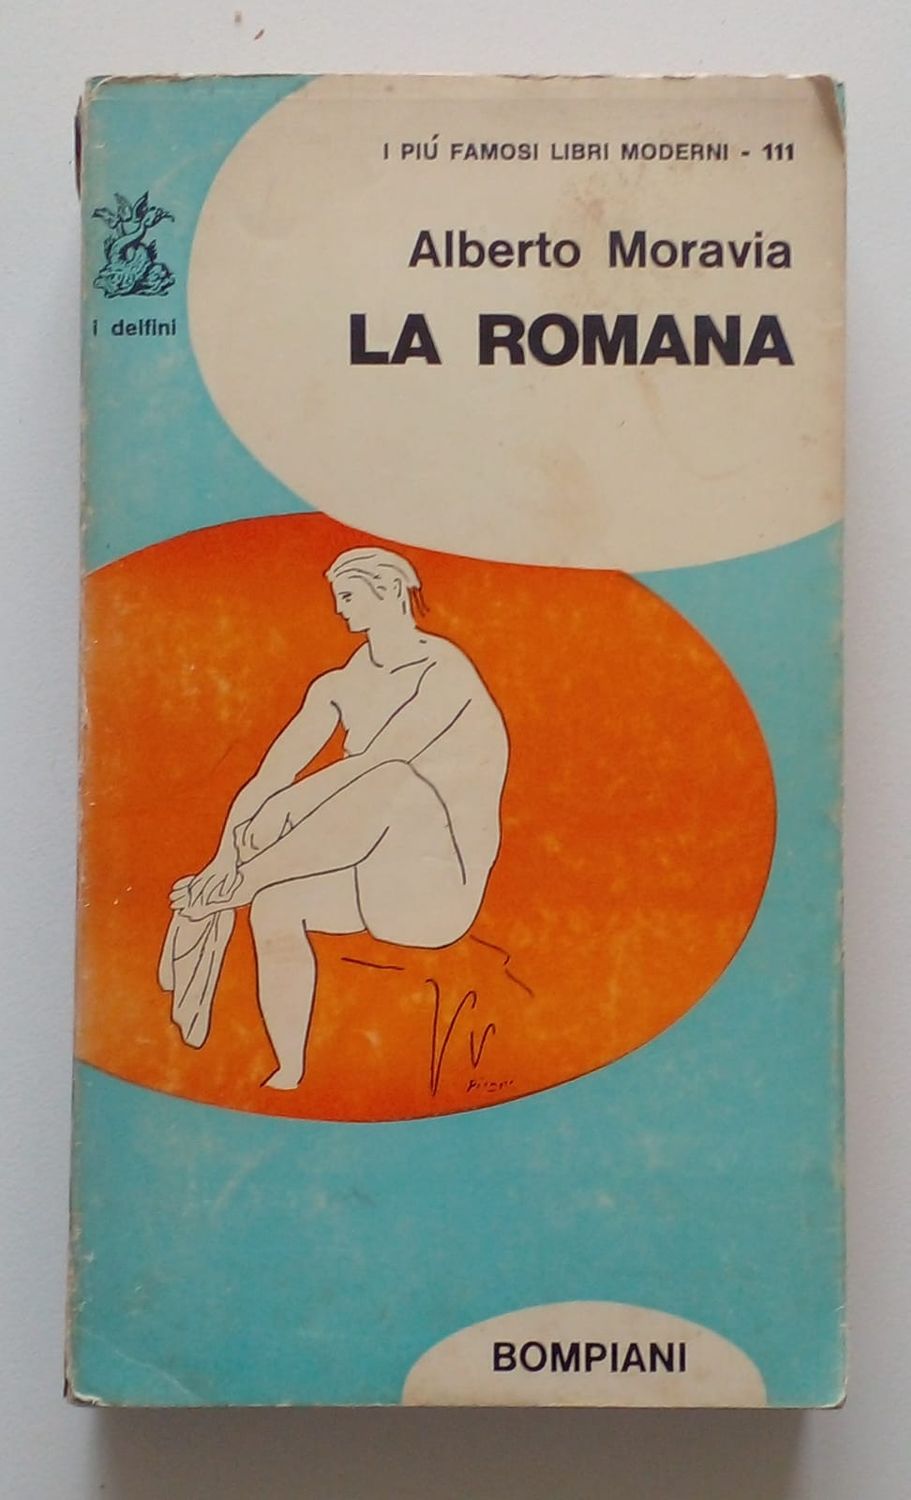 I PIÚ FAMOSI LIBRI MODERNI - 111
Alberto Moravia
LA ROMANA
i delfini
BOMPIANI